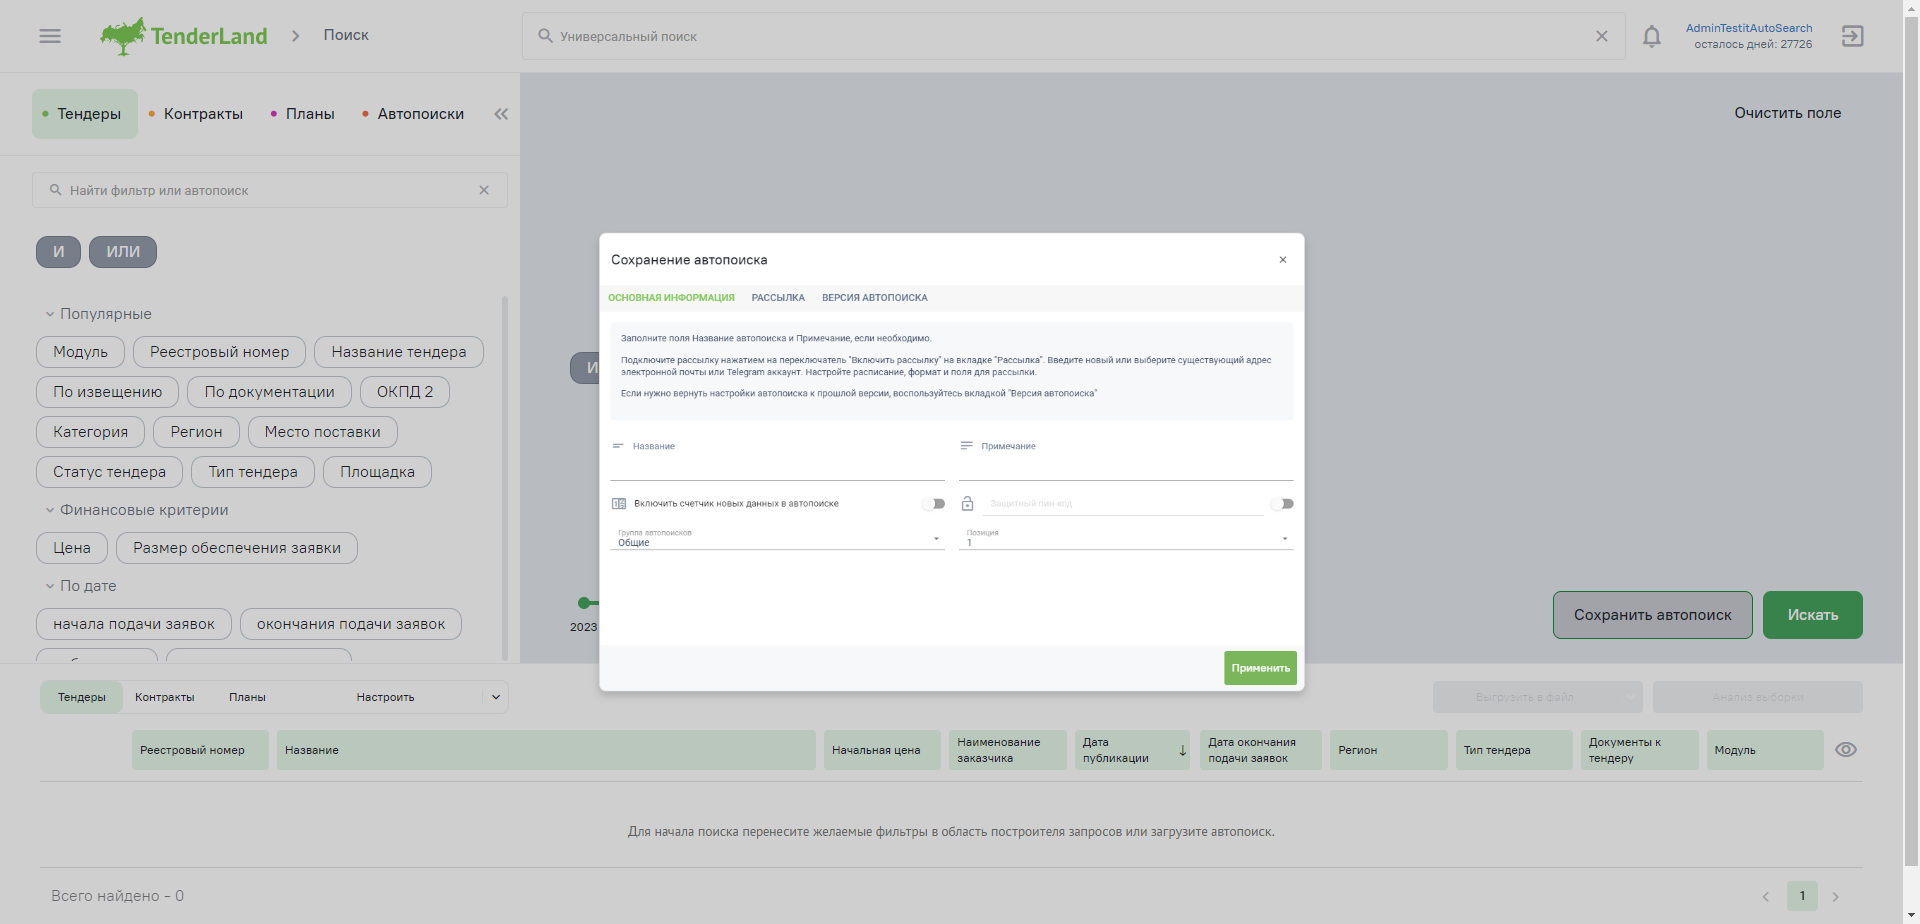 TenderLand
Поиск
Универсальный поиск
AdminTestitAutoSearch
осталось дней: 27726
Тендеры
Контракты
Планы
Автопоиски
Очистить поле
Найти фильтр или автопоиск
И
ИЛИ
Популярные
Модуль
Реестровый номер
Название тендера
По извещению
По документации
ОКПД 2
Категория
Регион
Место поставки
Статус тендера
Тип тендера
Площадка
Финансовые критерии
Цена
Размер обеспечения заявки
По дате
начала подачи заявок
окончания подачи заявок
И
2023
Сохранение автопоиска
×
ОСНОВНАЯ ИНФОРМАЦИЯ
РАССЫЛКА
ВЕРСИЯ АВТОПОИСКА
Заполните поля Название автопоиска и Примечание, если необходимо.
Подключите рассылку нажатием на переключатель "Включить рассылку" на вкладке "Рассылка". Введите новый или выберите существующий адрес
электронной почты или Telegram аккаунт. Настройте расписание, формат и поля для рассылки.
Если нужно вернуть настройки автопоиска к прошлой версии, воспользуйтесь вкладкой "Версия автопоиска"
Название
Примечание
Включить счетчик новых данных в автопоиске
Защитный пин-код
Группа автопоисков
Общие
Позиция
1
Применить
Сохранить автопоиск
Искать
Тендеры
Контракты
Планы
Настроить
Выгрузить в файл
Анализ выборки
Реестровый номер
Название
Начальная цена
Наименование
заказчика
Дата
публикации
Дата окончания
подачи заявок
Регион
Тип тендера
Документы к
тендеру
Модуль
Для начала поиска перенесите желаемые фильтры в область построителя запросов или загрузите автопоиск.
Всего найдено - 0
1